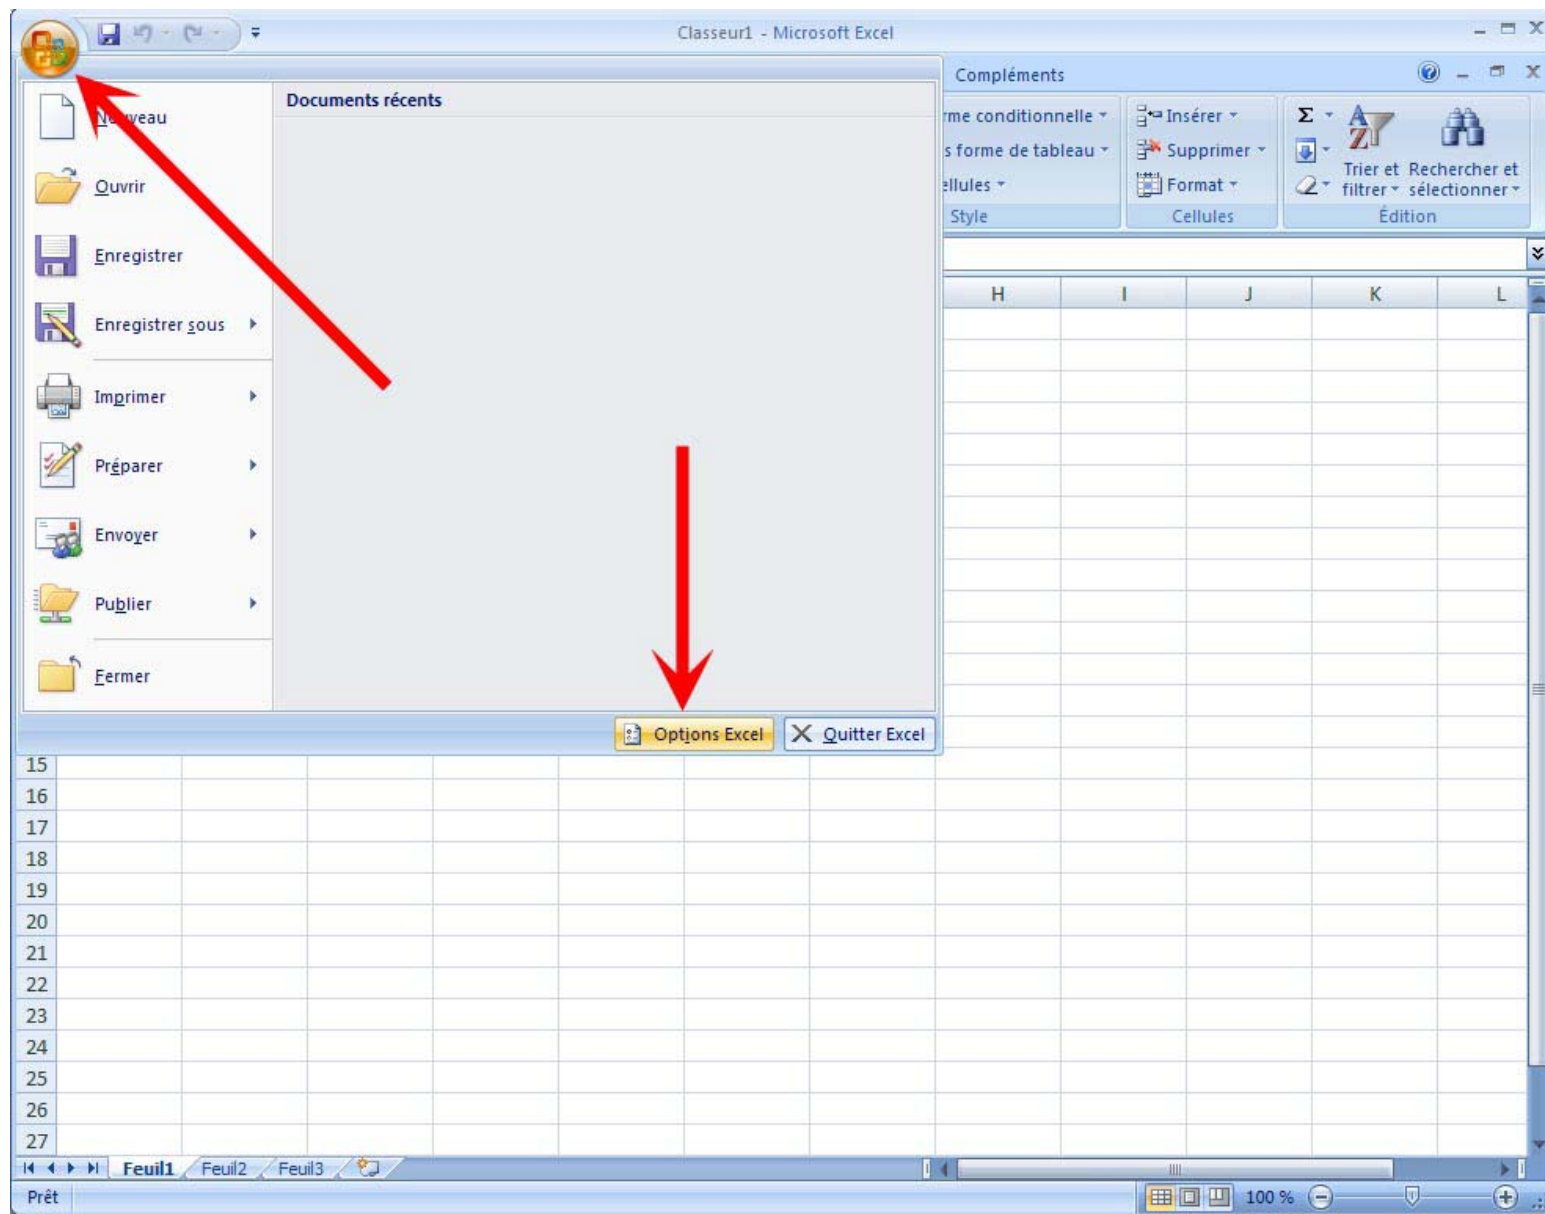 Classeur1 - Microsoft Excel
Compléments
Documents récents
Nouveau
Ouvrir
Enregistrer
Enregistrer sous
Imprimer
Préparer
Envoyer
Publier
Fermer
Options Excel
Quitter Excel
conditionnelle
forme de tableau
Style
Insérer
Supprimer
Format
Cellules
Σ
Trier et filtrer
Rechercher et sélectionner
Édition
H I J K L
15
16
17
18
19
20
21
22
23
24
25
26
27
Feuil1 Feuil2 Feuil3
Prêt
100 %